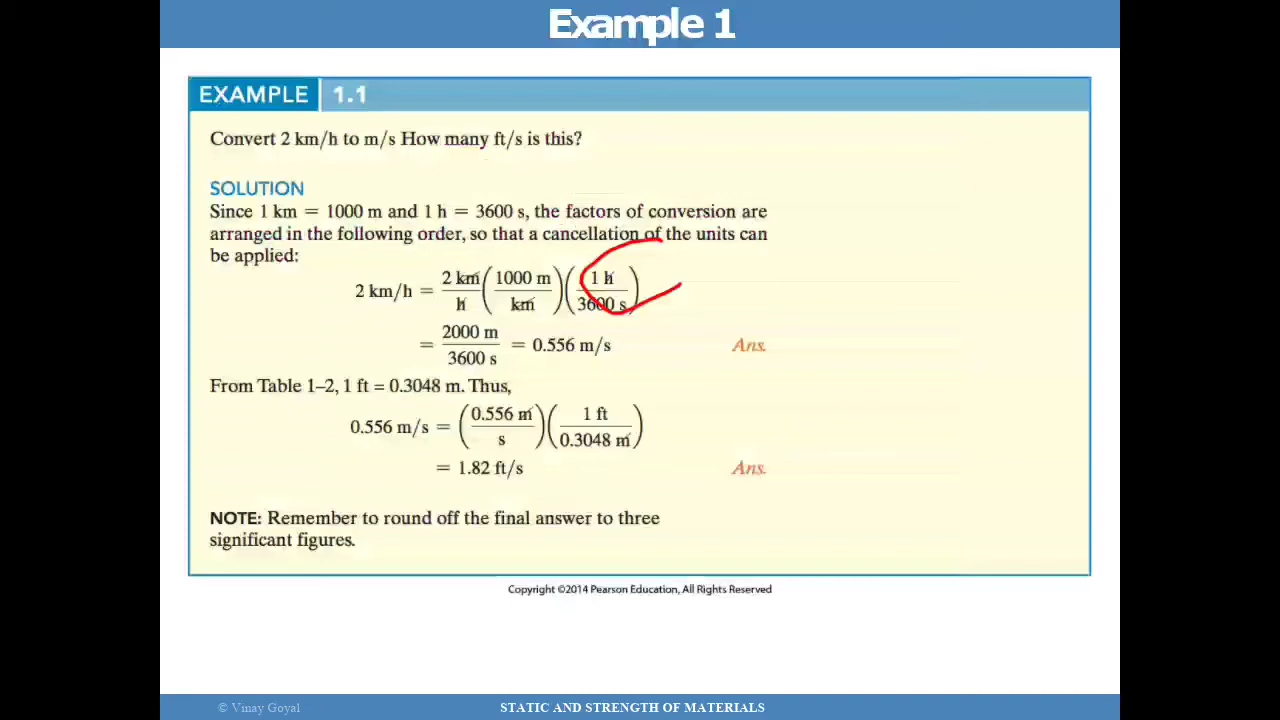 Example 1
EXAMPLE 1.1
Convert 2 km/h to m/s How many ft/s is this?
SOLUTION
Since 1 km = 1000 m and 1 h = 3600 s, the factors of conversion are
arranged in the following order, so that a cancellation of the units can
be applied:
2 km/h = (2 km / h) (1000 m / km) (1 h / 3600 s)
= 2000 m / 3600 s = 0.556 m/s Ans.
From Table 1–2, 1 ft = 0.3048 m. Thus,
0.556 m/s = (0.556 m / s) (1 ft / 0.3048 m)
= 1.82 ft/s Ans.
NOTE: Remember to round off the final answer to three
significant figures.
Copyright ©2014 Pearson Education, All Rights Reserved
© Vinay Goyal
STATIC AND STRENGTH OF MATERIALS